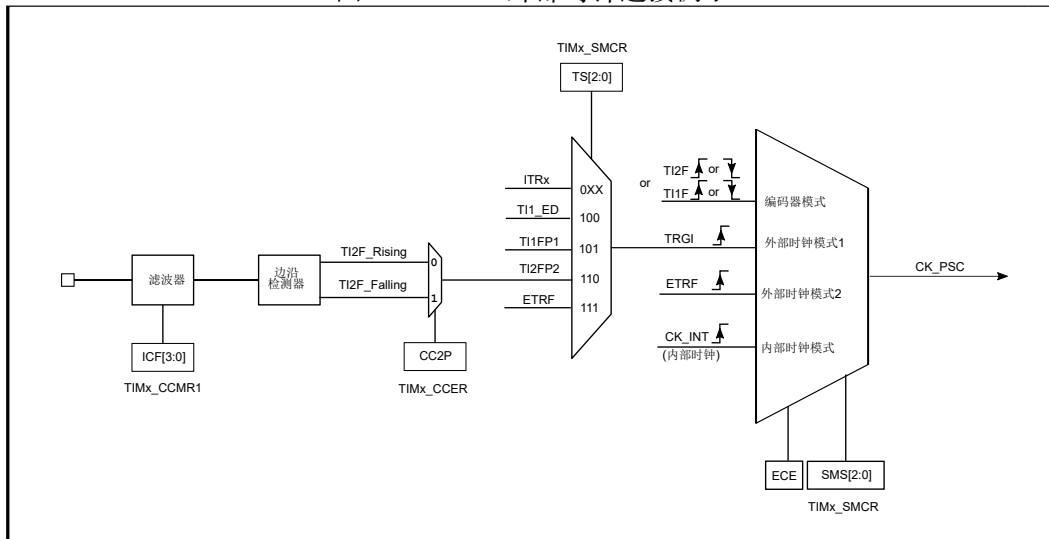 TIMx_SMCR
TS[2:0]
ITRx
0XX
TI1_ED
100
TI1FP1
101
TI2FP2
110
ETRF
111
滤波器
ICF[3:0]
TIMx_CCMR1
边沿
检测器
TI2F_Rising
0
TI2F_Falling
1
CC2P
TIMx_CCER
TI2F or
or
TI1F or
编码器模式
TRGI
外部时钟模式1
ETRF
外部时钟模式2
CK_INT
(内部时钟)
内部时钟模式
CK_PSC
ECE
SMS[2:0]
TIMx_SMCR